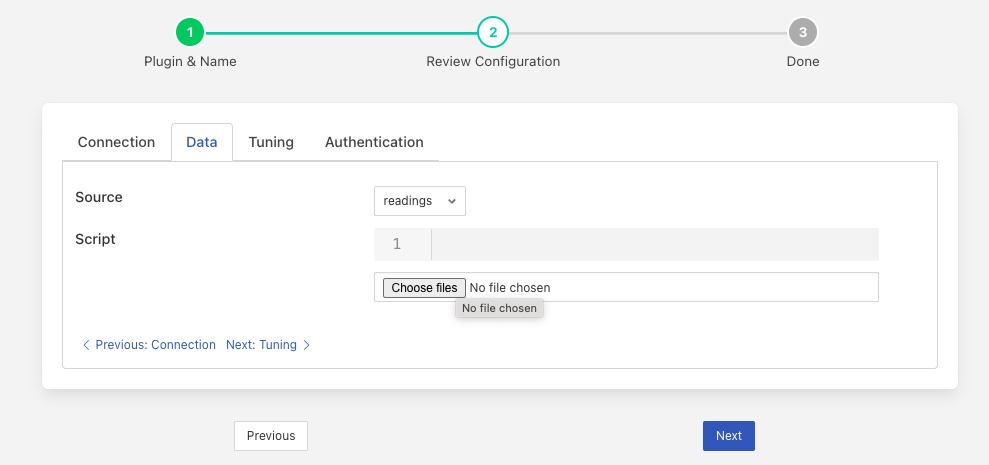 1 2 3
Plugin & Name Review Configuration Done
Connection Data Tuning Authentication
Source readings
Script 1
Choose files No file chosen
No file chosen
Previous: Connection Next: Tuning
Previous Next